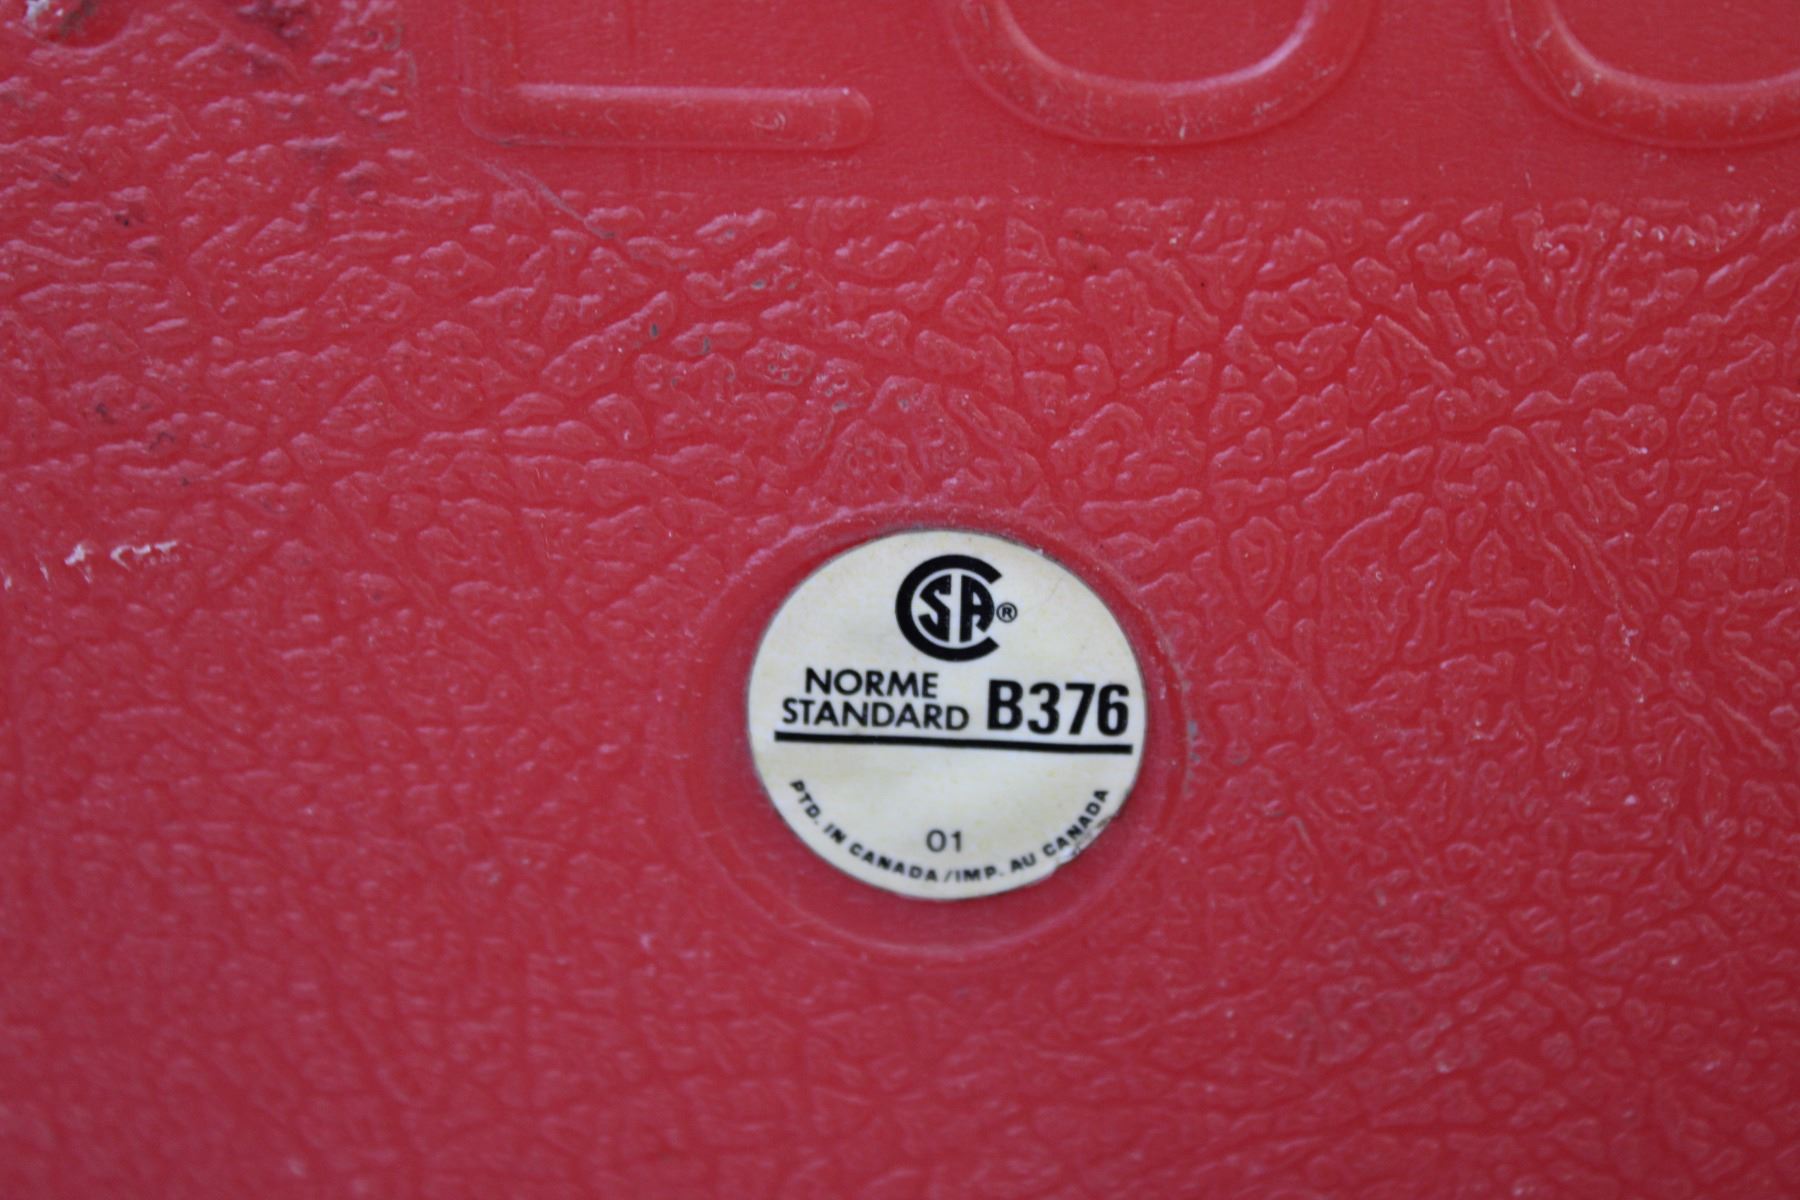 CSA®
NORME
STANDARD B376
01
PTD. IN CANADA/IMP. AU CANADA